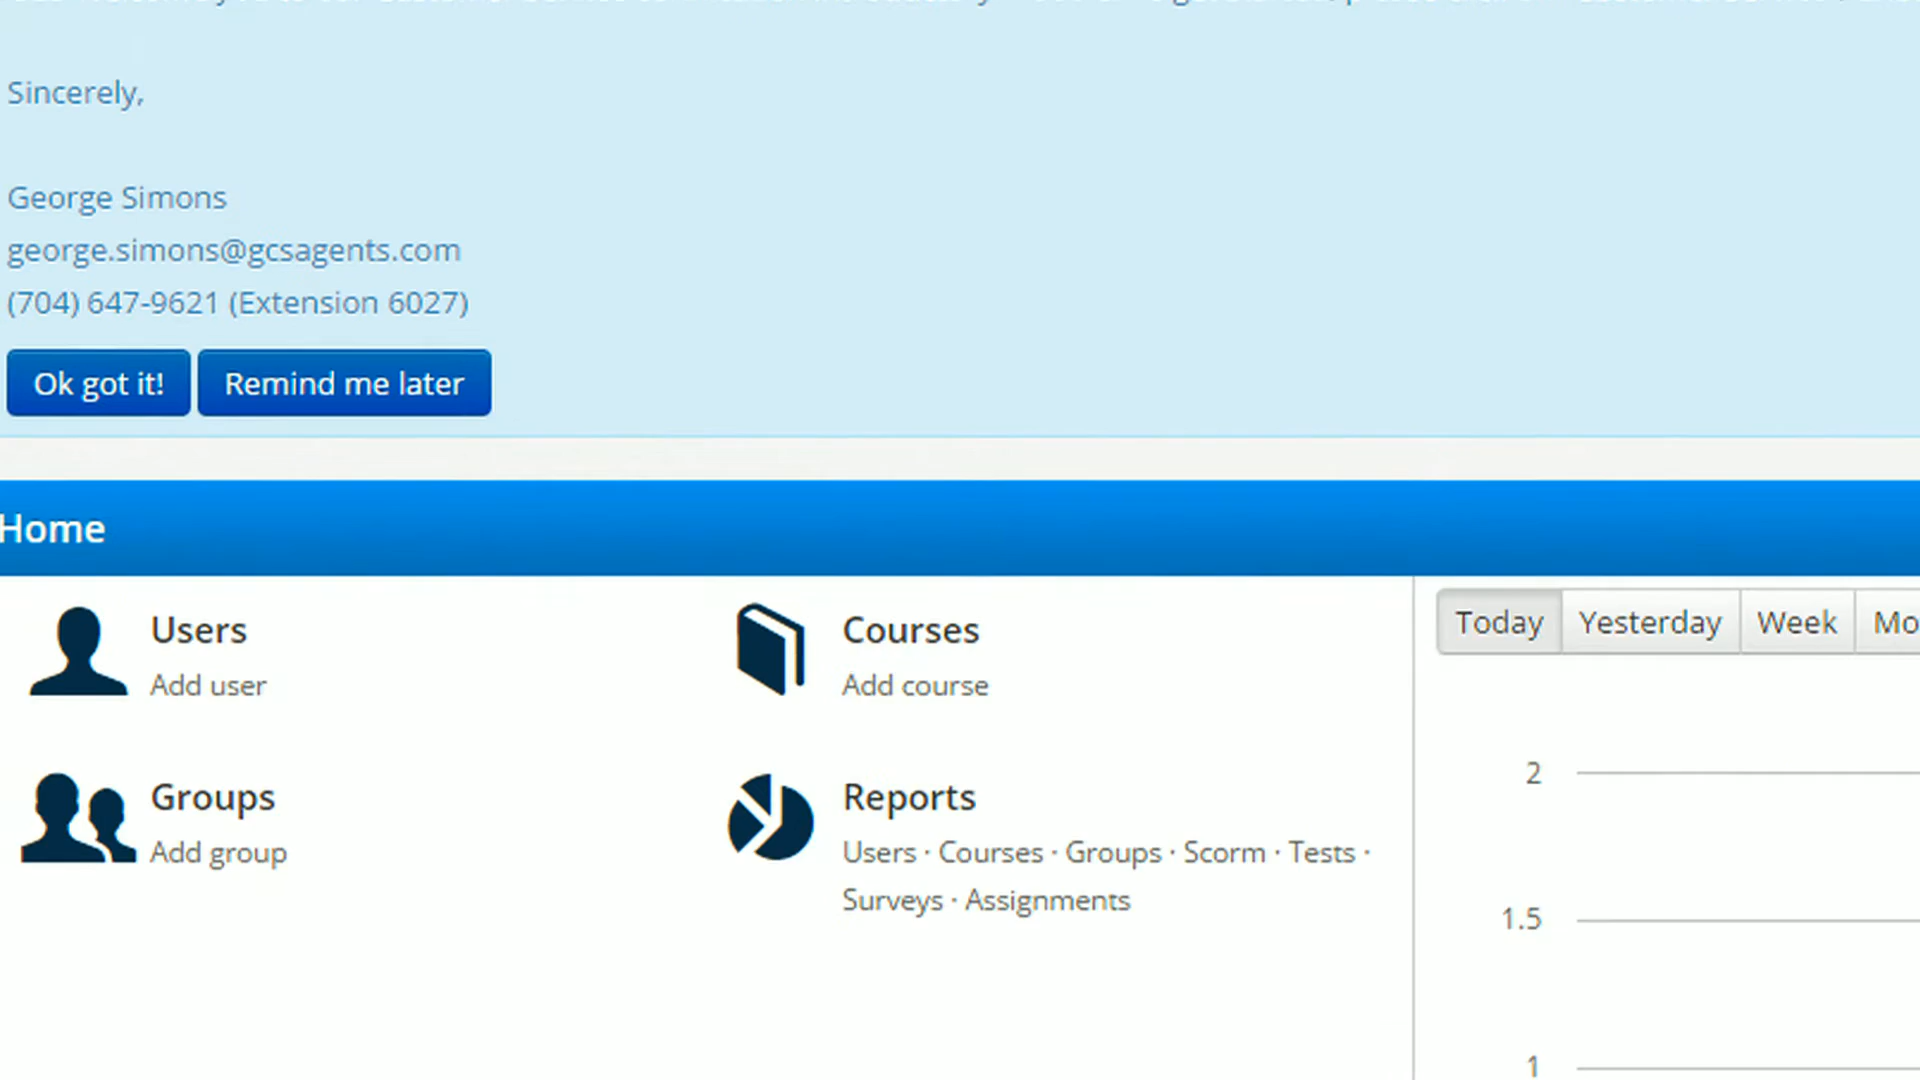 Sincerely,
George Simons
george.simons@gcsagents.com
(704) 647-9621 (Extension 6027)
Ok got it! Remind me later
Home
Users
Add user
Courses
Add course
Groups
Add group
Reports
Users · Courses · Groups · Scorm · Tests ·
Surveys · Assignments
Today Yesterday Week Mo
2
1.5
1